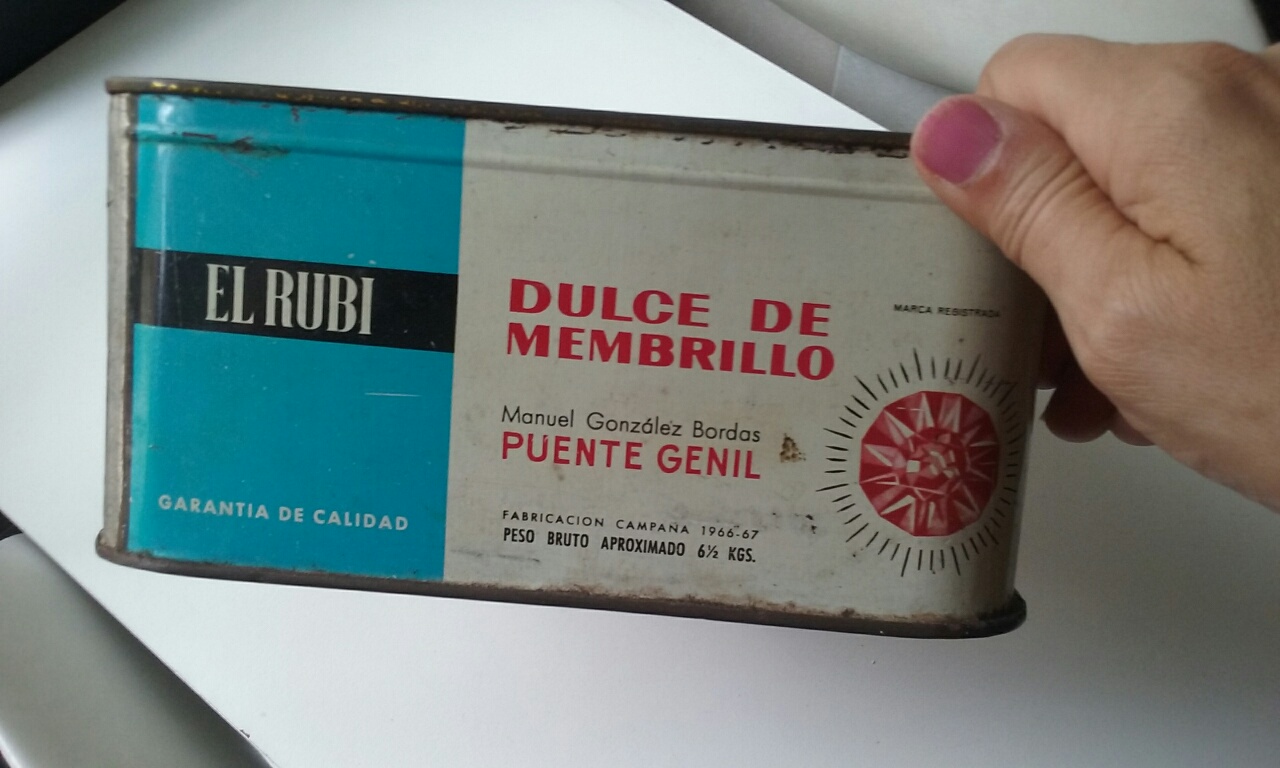 EL RUBI
GARANTIA DE CALIDAD
DULCE DE
MEMBRILLO
Manuel González Bordas
PUENTE GENIL
FABRICACION CAMPAÑA 1966-67
PESO BRUTO APROXIMADO 6½ KGS.
MARCA REGISTRADA